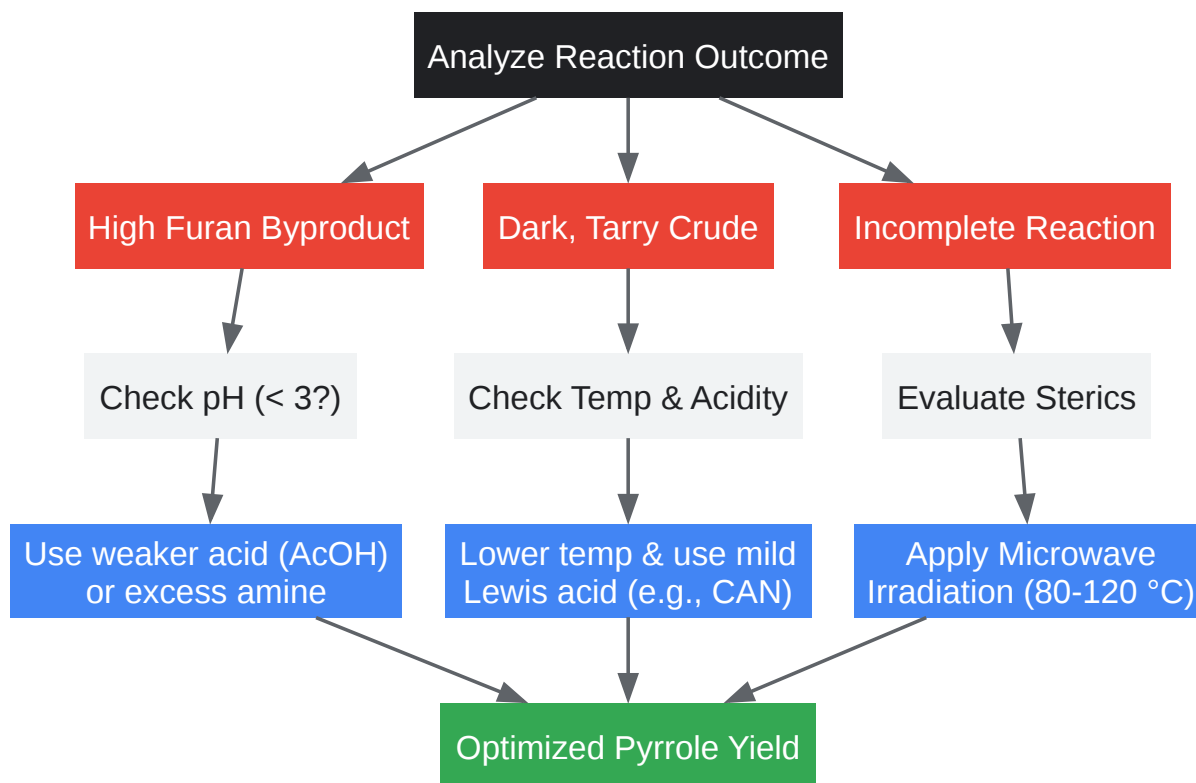 Analyze Reaction Outcome
High Furan Byproduct
Dark, Tarry Crude
Incomplete Reaction
Check pH (< 3?)
Check Temp & Acidity
Evaluate Sterics
Use weaker acid (AcOH)
or excess amine
Lower temp & use mild
Lewis acid (e.g., CAN)
Apply Microwave
Irradiation (80-120 °C)
Optimized Pyrrole Yield